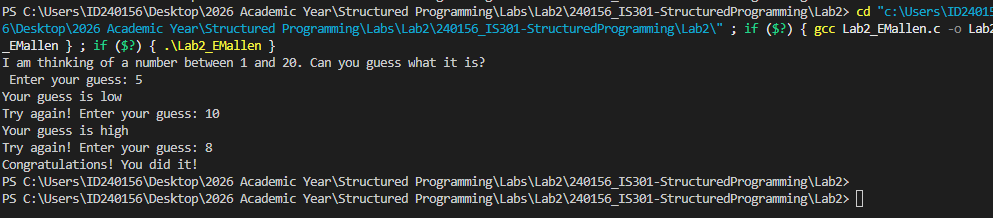 PS C:\Users\ID240156\Desktop\2026 Academic Year\Structured Programming\Labs\Lab2\240156_IS301-StructuredProgramming\Lab2> cd "c:\Users\ID24015
6\Desktop\2026 Academic Year\Structured Programming\Labs\Lab2\240156_IS301-StructuredProgramming\Lab2\" ; if ($?) { gcc Lab2_EMallen.c -o Lab2
_EMallen } ; if ($?) { .\Lab2_EMallen }
I am thinking of a number between 1 and 20. Can you guess what it is?
 Enter your guess: 5
Your guess is low
Try again! Enter your guess: 10
Your guess is high
Try again! Enter your guess: 8
Congratulations! You did it!
PS C:\Users\ID240156\Desktop\2026 Academic Year\Structured Programming\Labs\Lab2\240156_IS301-StructuredProgramming\Lab2>
PS C:\Users\ID240156\Desktop\2026 Academic Year\Structured Programming\Labs\Lab2\240156_IS301-StructuredProgramming\Lab2>